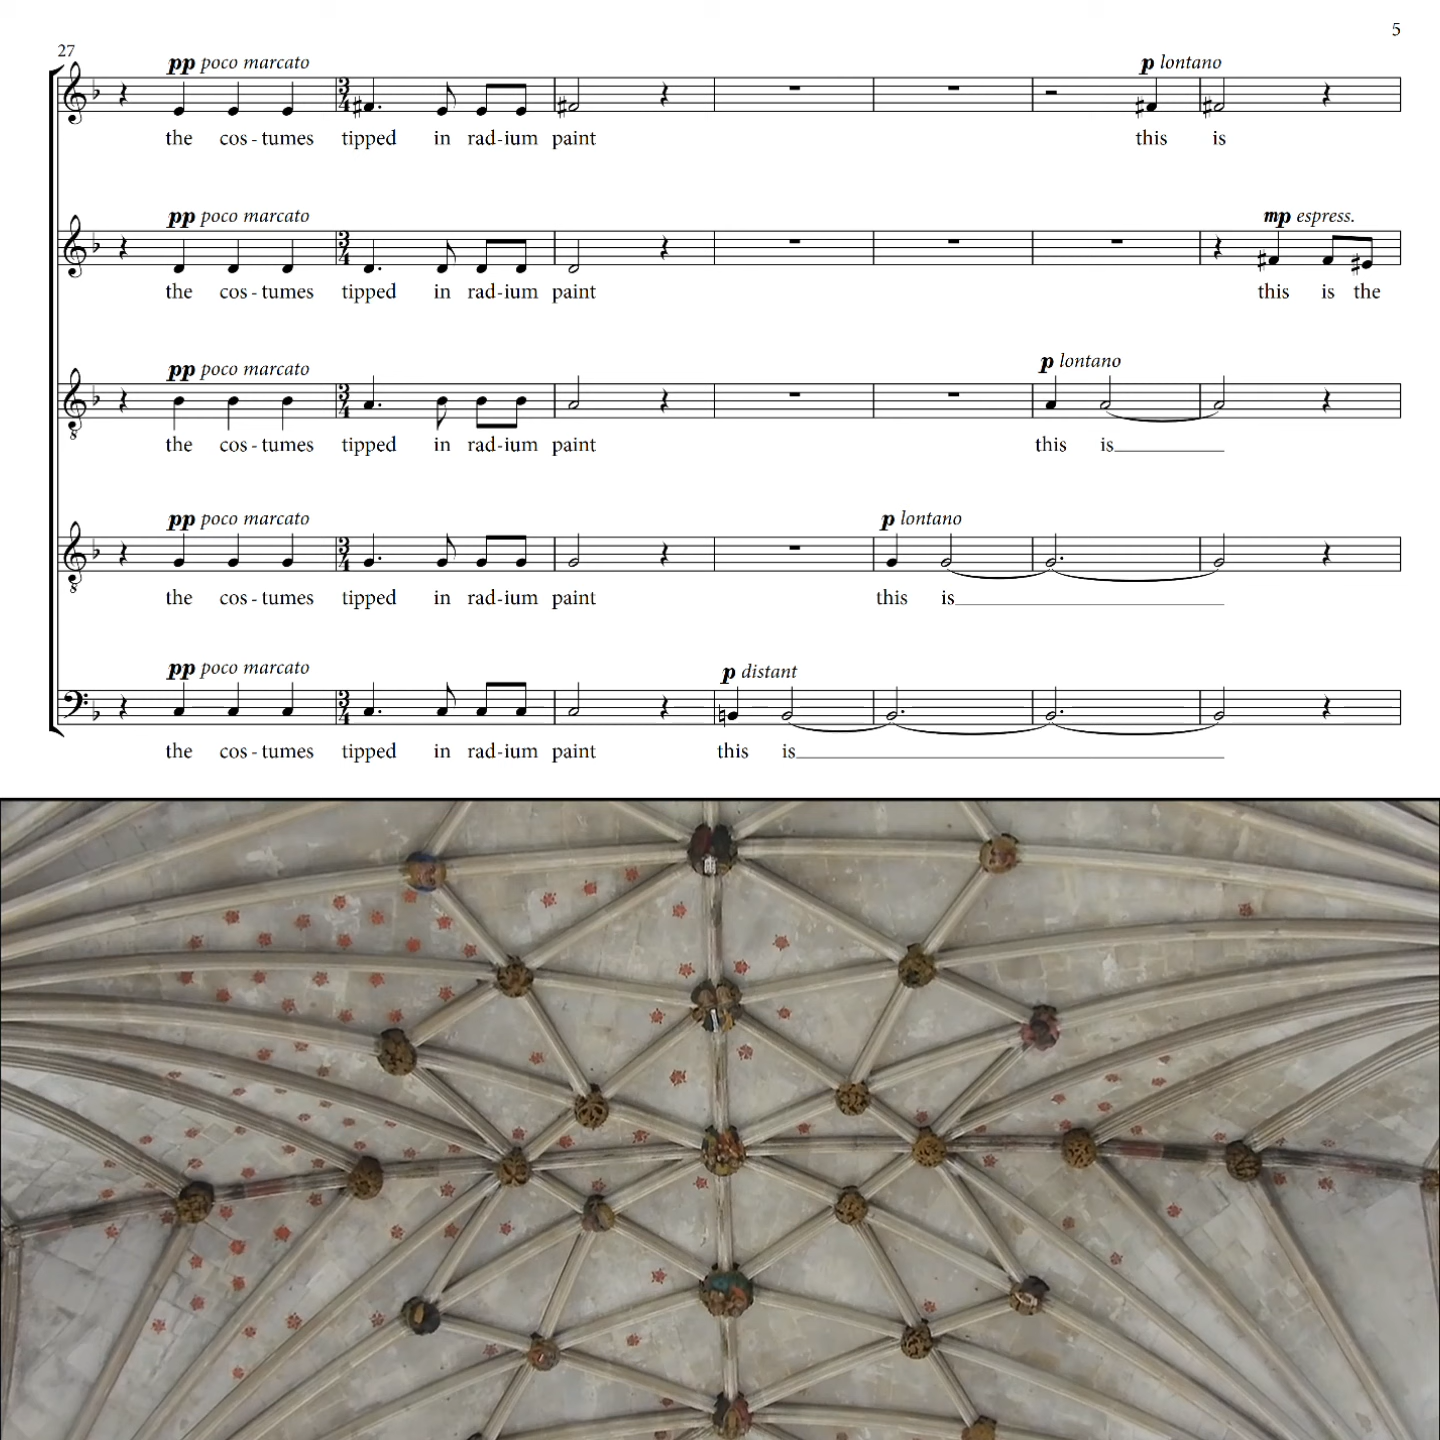 5
27
pp poco marcato
p lontano
the cos - tumes tipped in rad - ium paint this is
pp poco marcato
mp espress.
the cos - tumes tipped in rad - ium paint this is the
pp poco marcato
p lontano
the cos - tumes tipped in rad - ium paint this is
pp poco marcato
p lontano
the cos - tumes tipped in rad - ium paint this is
pp poco marcato
p distant
the cos - tumes tipped in rad - ium paint this is